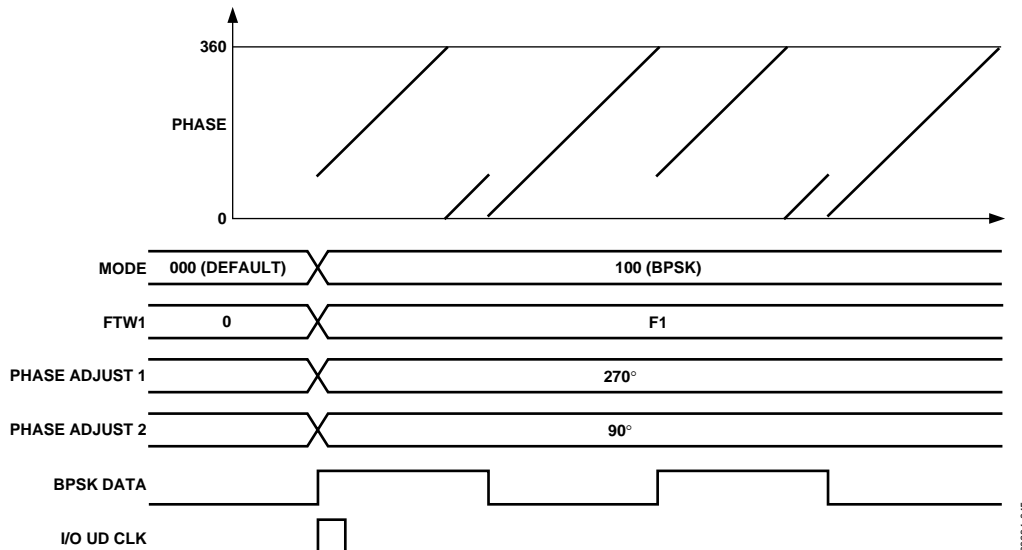 360
PHASE
0
MODE 000 (DEFAULT) 100 (BPSK)
FTW1 0 F1
PHASE ADJUST 1 270°
PHASE ADJUST 2 90°
BPSK DATA
I/O UD CLK